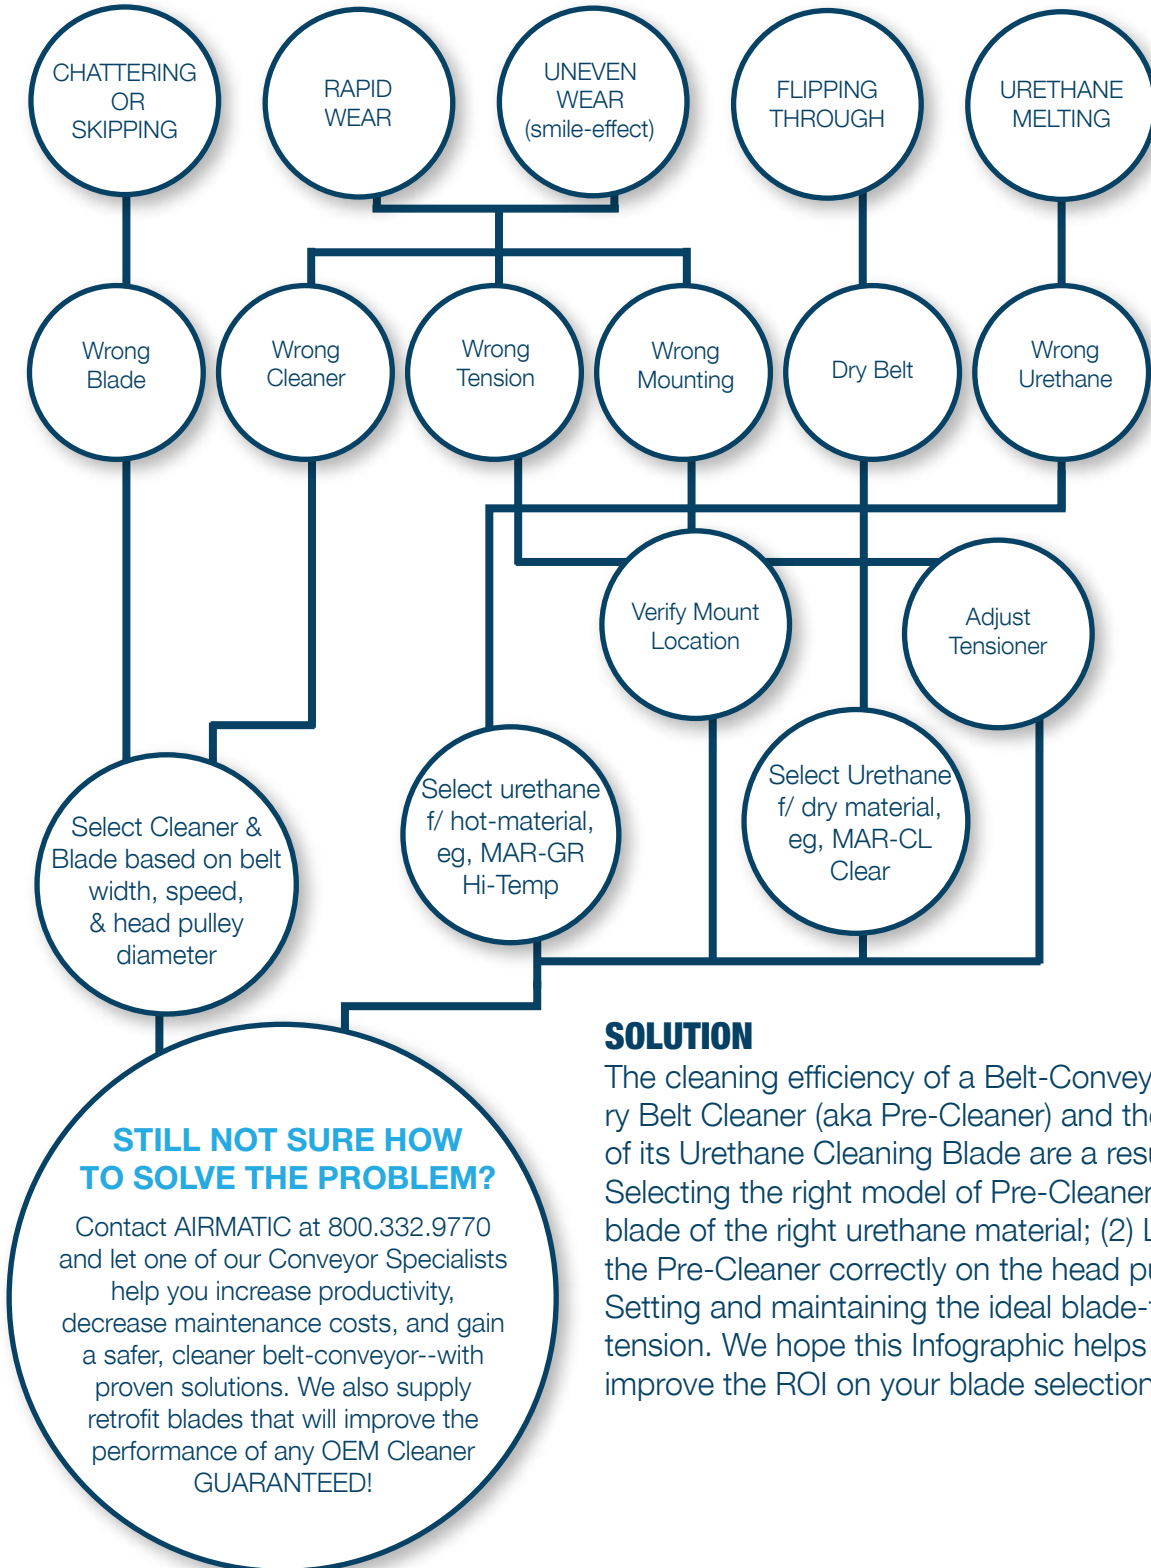 CHATTERING
OR
SKIPPING
RAPID
WEAR
UNEVEN
WEAR
(smile-effect)
FLIPPING
THROUGH
URETHANE
MELTING
Wrong
Blade
Wrong
Cleaner
Wrong
Tension
Wrong
Mounting
Dry Belt
Wrong
Urethane
Verify Mount
Location
Adjust
Tensioner
Select Cleaner &
Blade based on belt
width, speed,
& head pulley
diameter
Select urethane
f/ hot-material,
eg, MAR-GR
Hi-Temp
Select Urethane
f/ dry material,
eg, MAR-CL
Clear
STILL NOT SURE HOW
TO SOLVE THE PROBLEM?
Contact AIRMATIC at 800.332.9770
and let one of our Conveyor Specialists
help you increase productivity,
decrease maintenance costs, and gain
a safer, cleaner belt-conveyor--with
proven solutions. We also supply
retrofit blades that will improve the
performance of any OEM Cleaner
GUARANTEED!
SOLUTION
The cleaning efficiency of a Belt-Convey
ry Belt Cleaner (aka Pre-Cleaner) and the
of its Urethane Cleaning Blade are a resu
Selecting the right model of Pre-Cleaner
blade of the right urethane material; (2) L
the Pre-Cleaner correctly on the head pu
Setting and maintaining the ideal blade-
tension. We hope this Infographic helps
improve the ROI on your blade selection